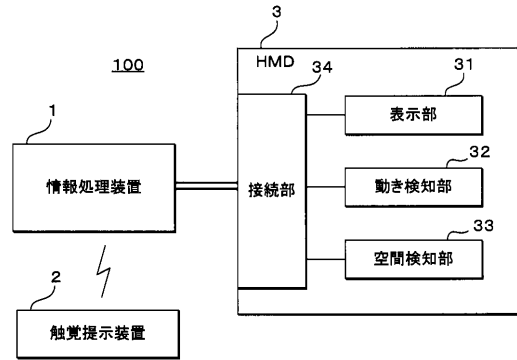 3
HMD
100
34
31
表示部
1
32
情報処理装置
接続部
動き検知部
33
空間検知部
2
触覚提示装置